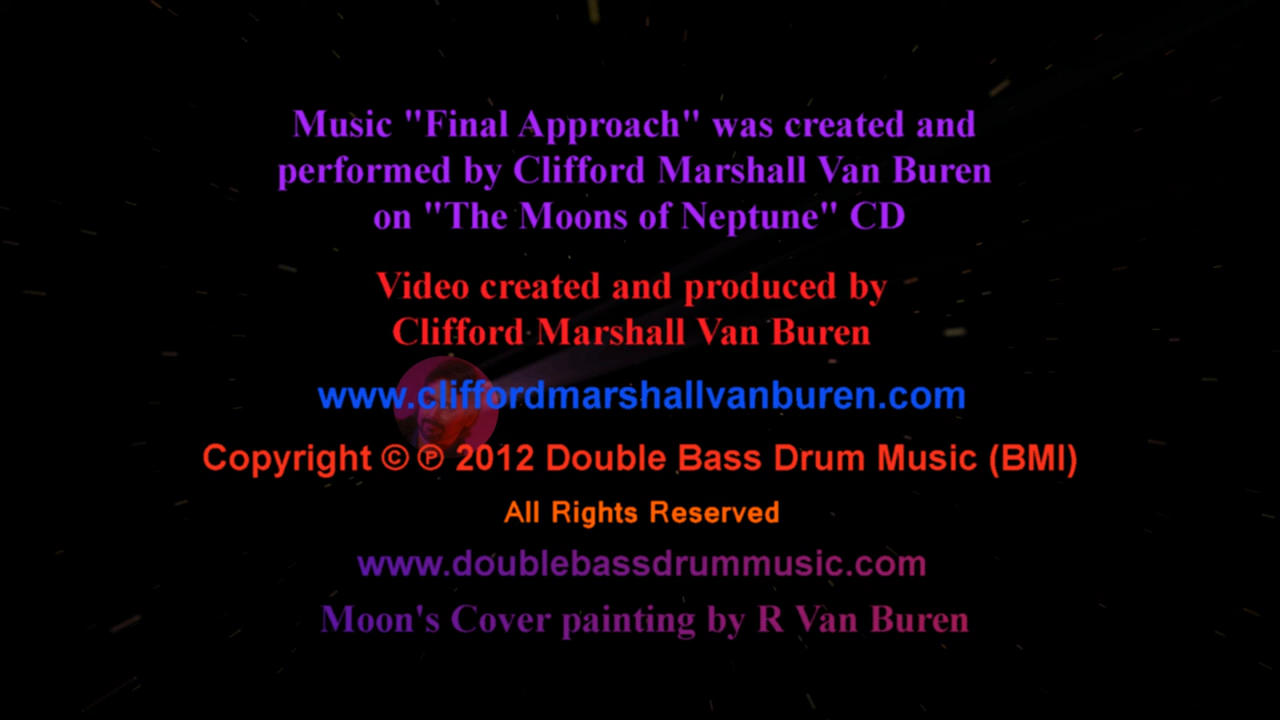 Music "Final Approach" was created and
performed by Clifford Marshall Van Buren
on "The Moons of Neptune" CD
Video created and produced by
Clifford Marshall Van Buren
www.cliffordmarshallvanburen.com
Copyright © ℗ 2012 Double Bass Drum Music (BMI)
All Rights Reserved
www.doublebassdrummusic.com
Moon's Cover painting by R Van Buren